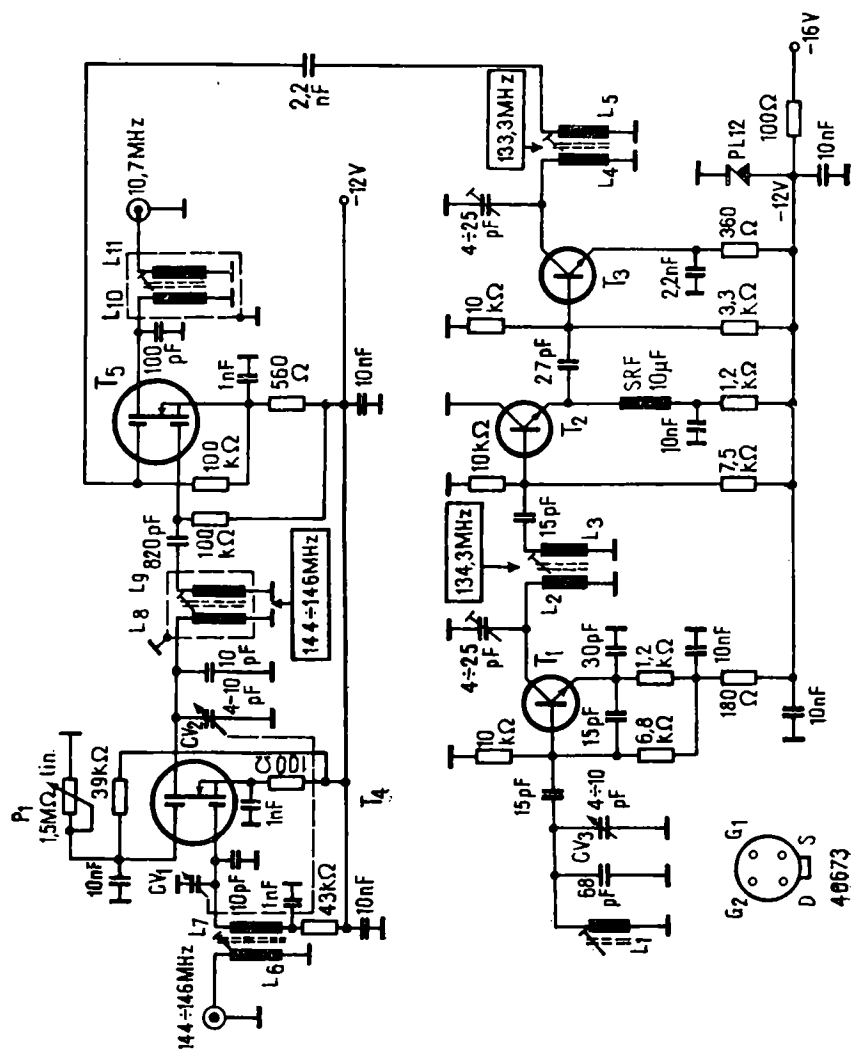 144÷146MHz
L6
L7
CV1
10pF
1nF
43kΩ
10nF
10nF
P1
1,5MΩ lin.
39kΩ
1nF
100Ω
T4
CV2
4-10
pF
10
pF
L8
L9
144÷146MHz
820pF
100
kΩ
100
kΩ
T5
100
pF
1nF
560
Ω
10nF
L10
L11
10,7MHz
-12V
2,2
nF
L1
68
pF
CV3
4÷10
pF
15pF
10
kΩ
15pF
6,8
kΩ
T1
30pF
1,2
kΩ
10nF
180
Ω
10nF
4÷25
pF
L2
L3
134,3MHz
15pF
10kΩ
7,5
kΩ
T2
SRF
10µF
10nF
1,2
kΩ
27pF
10
kΩ
3,3
kΩ
T3
2,2nF
360
Ω
4÷25
pF
L4
L5
133,3MHz
PL12
-12V
10nF
100Ω
-16V
G2
G1
D
S
40673